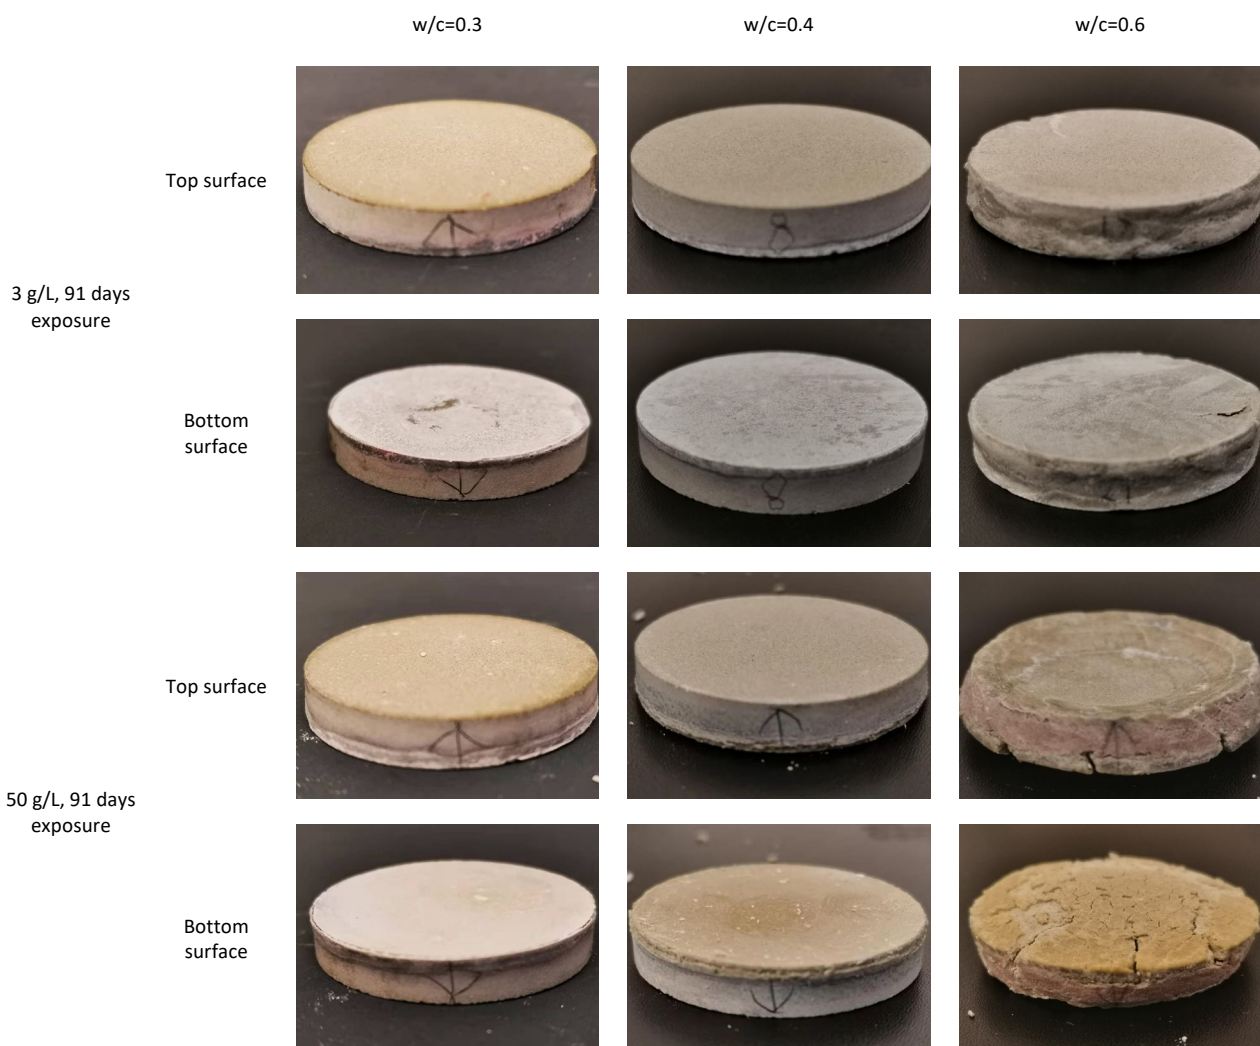 w/c=0.3 w/c=0.4 w/c=0.6
Top surface
3 g/L, 91 days
exposure
Bottom
surface
Top surface
50 g/L, 91 days
exposure
Bottom
surface